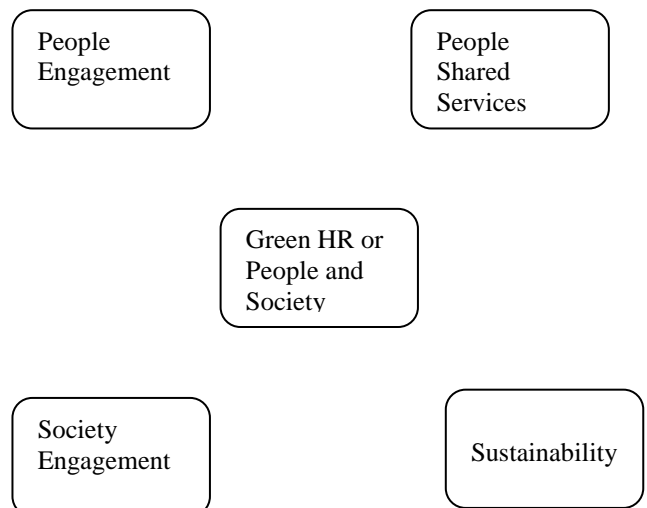 People
Engagement
People
Shared
Services
Green HR or
People and
Society
Society
Engagement
Sustainability